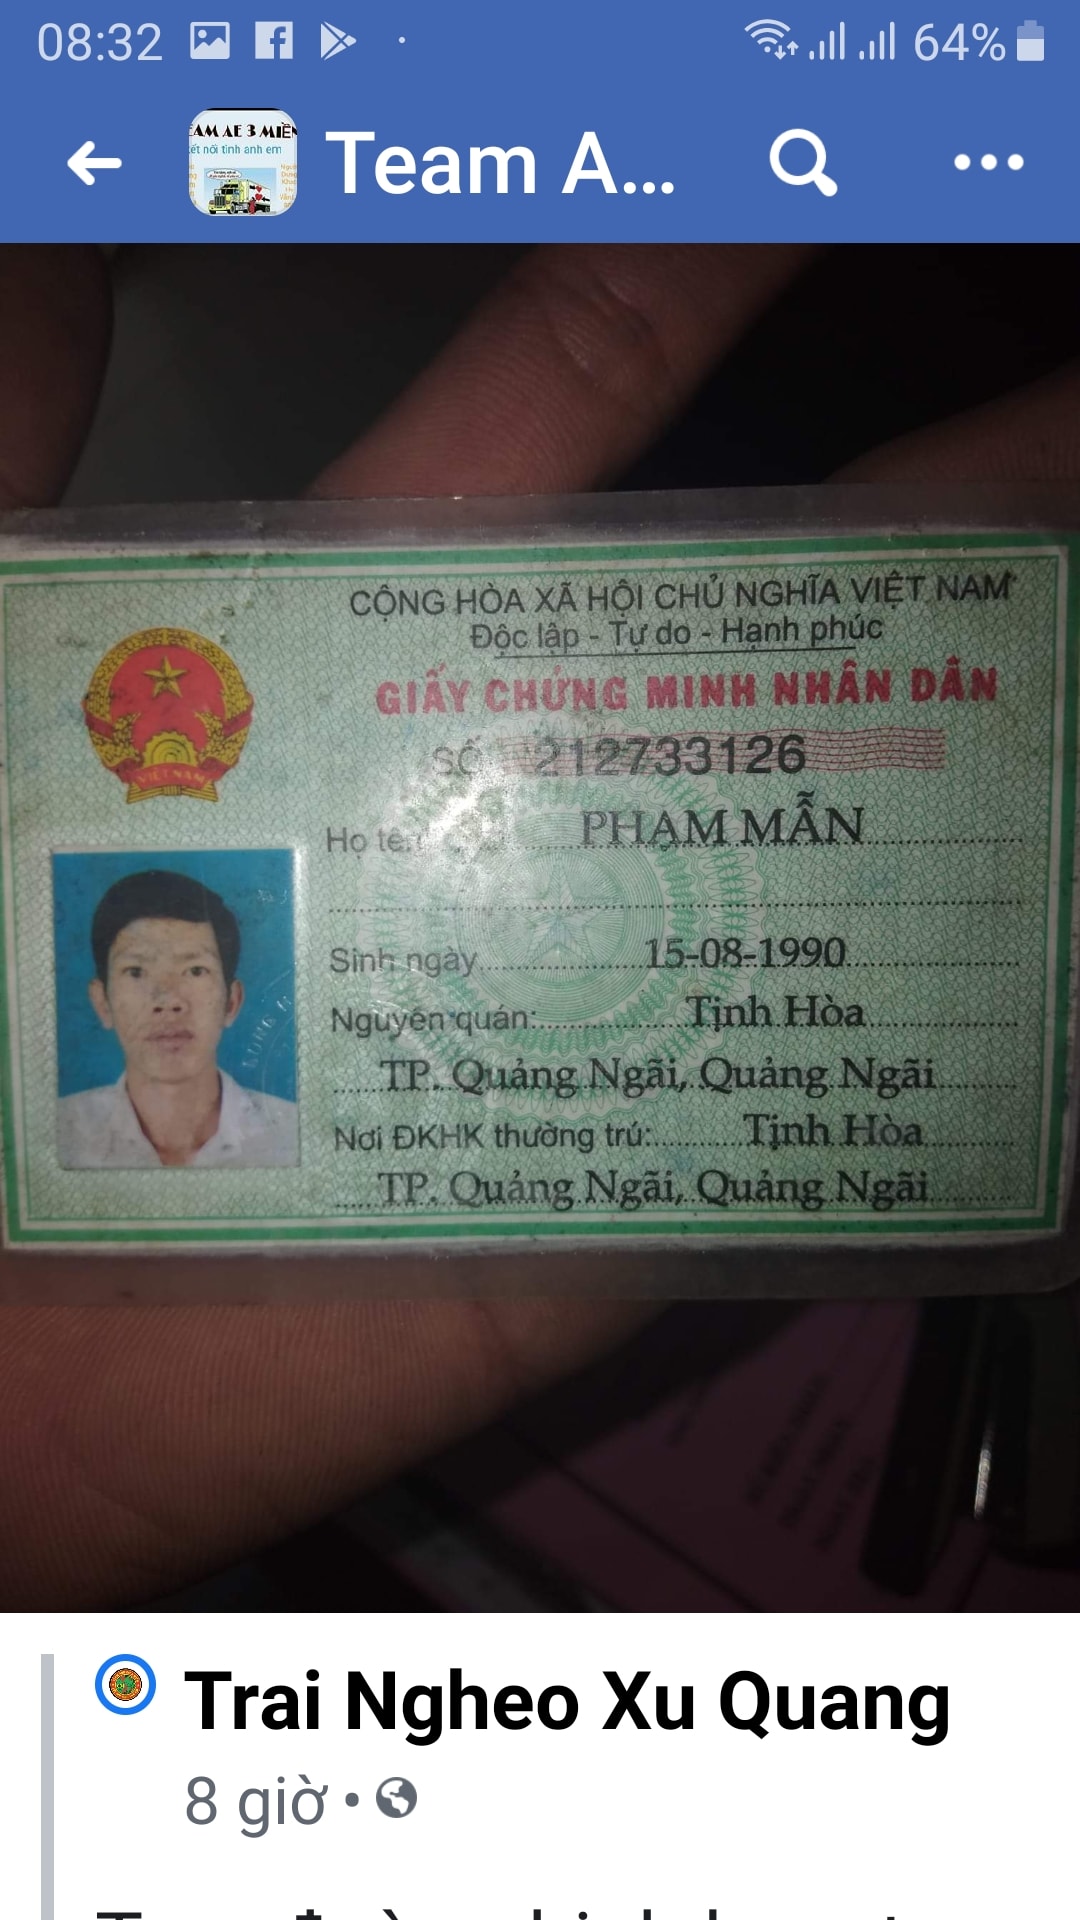 08:32
64%
EAM AE 3 MIỀN
ết nối tình anh em
Team A...
CỘNG HÒA XÃ HỘI CHỦ NGHĨA VIỆT NAM
Độc lập - Tự do - Hạnh phúc
GIẤY CHỨNG MINH NHÂN DÂN
VIỆT NAM
SỐ 212733126
Họ tên PHẠM MẪN
Sinh ngày 15-08-1990
Nguyên quán: Tịnh Hòa
TP. Quảng Ngãi, Quảng Ngãi
Nơi ĐKHK thường trú: Tịnh Hòa
TP. Quảng Ngãi, Quảng Ngãi
Trai Ngheo Xu Quang
8 giờ